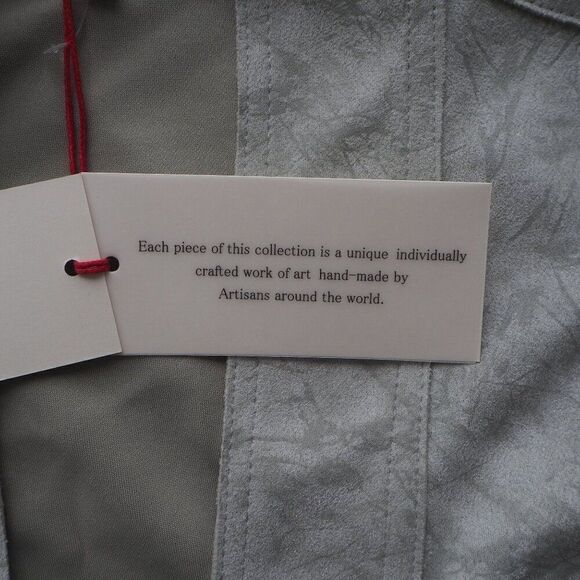 Each piece of this collection is a unique individually
crafted work of art hand-made by
Artisans around the world.